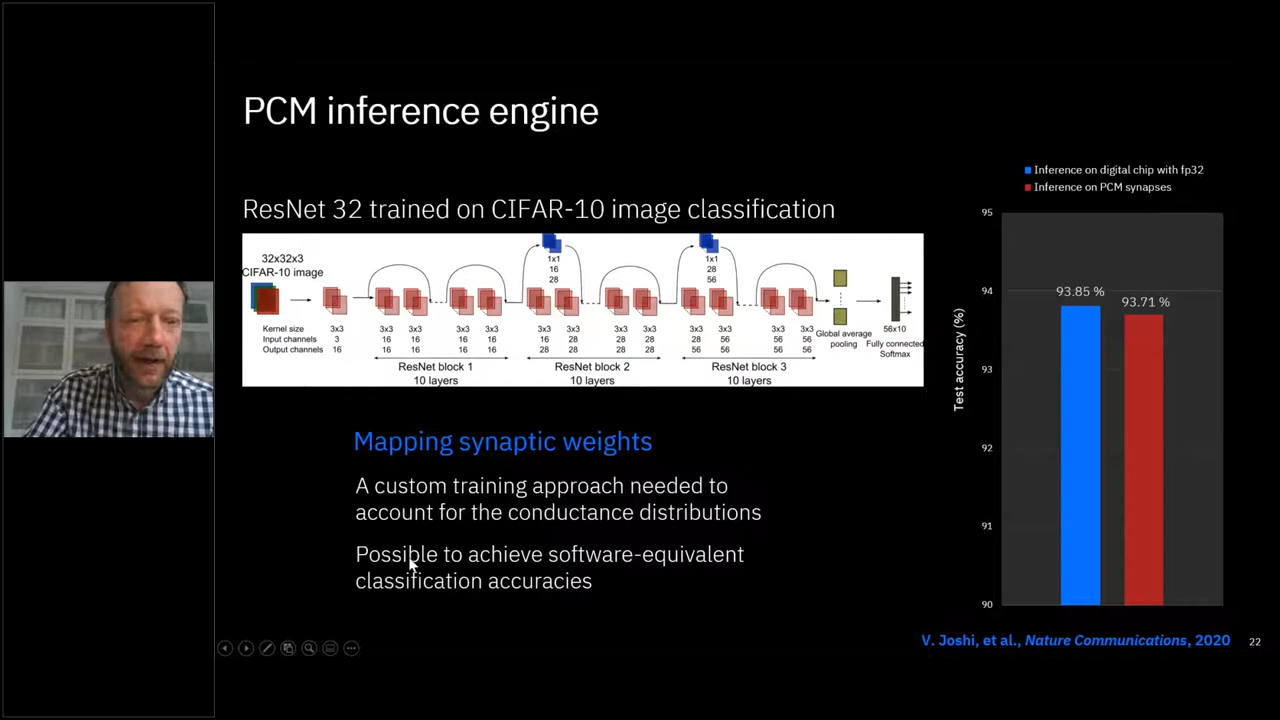 PCM inference engine
ResNet 32 trained on CIFAR-10 image classification
32x32x3
CIFAR-10 image
1x1
16
28
1x1
28
56
Kernel size 3x3 3x3 3x3 3x3 3x3 3x3 3x3 3x3 3x3 3x3 3x3 3x3 3x3
Input channels 3 16 16 16 16 16 28 28 28 28 56 56 56
Output channels 16 16 16 16 16 28 28 28 28 56 56 56 56
Global average
pooling
56x10
Fully connected
Softmax
ResNet block 1
10 layers
ResNet block 2
10 layers
ResNet block 3
10 layers
Mapping synaptic weights
A custom training approach needed to
account for the conductance distributions
Possible to achieve software-equivalent
classification accuracies
Inference on digital chip with fp32
Inference on PCM synapses
Test accuracy (%)
95
94
93
92
91
90
93.85 %
93.71 %
V. Joshi, et al., Nature Communications, 2020
22